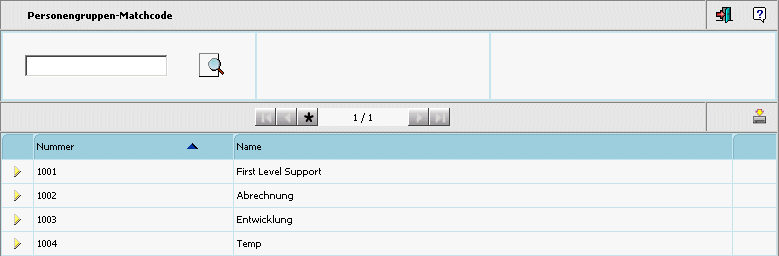 Personengruppen-Matchcode
1 / 1
Nummer Name
1001 First Level Support
1002 Abrechnung
1003 Entwicklung
1004 Temp